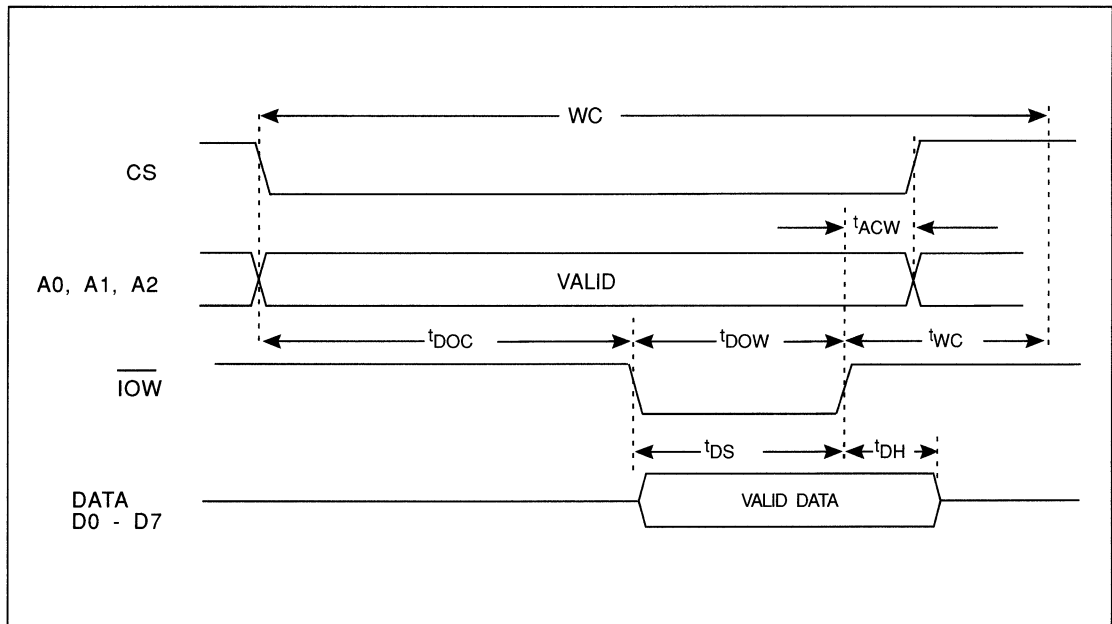 WC
CS
tACW
A0, A1, A2
VALID
tDOC
tDOW
tWC
IOW
tDS
tDH
DATA
D0 - D7
VALID DATA